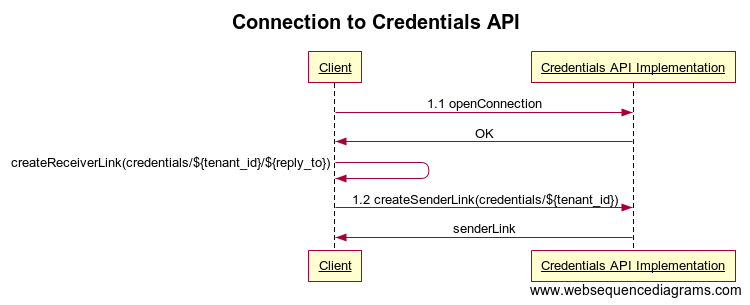 Connection to Credentials API
Client
Credentials API Implementation
1.1 openConnection
OK
createReceiverLink(credentials/${tenant_id}/${reply_to})
1.2 createSenderLink(credentials/${tenant_id})
senderLink
Client
Credentials API Implementation
www.websequencediagrams.com